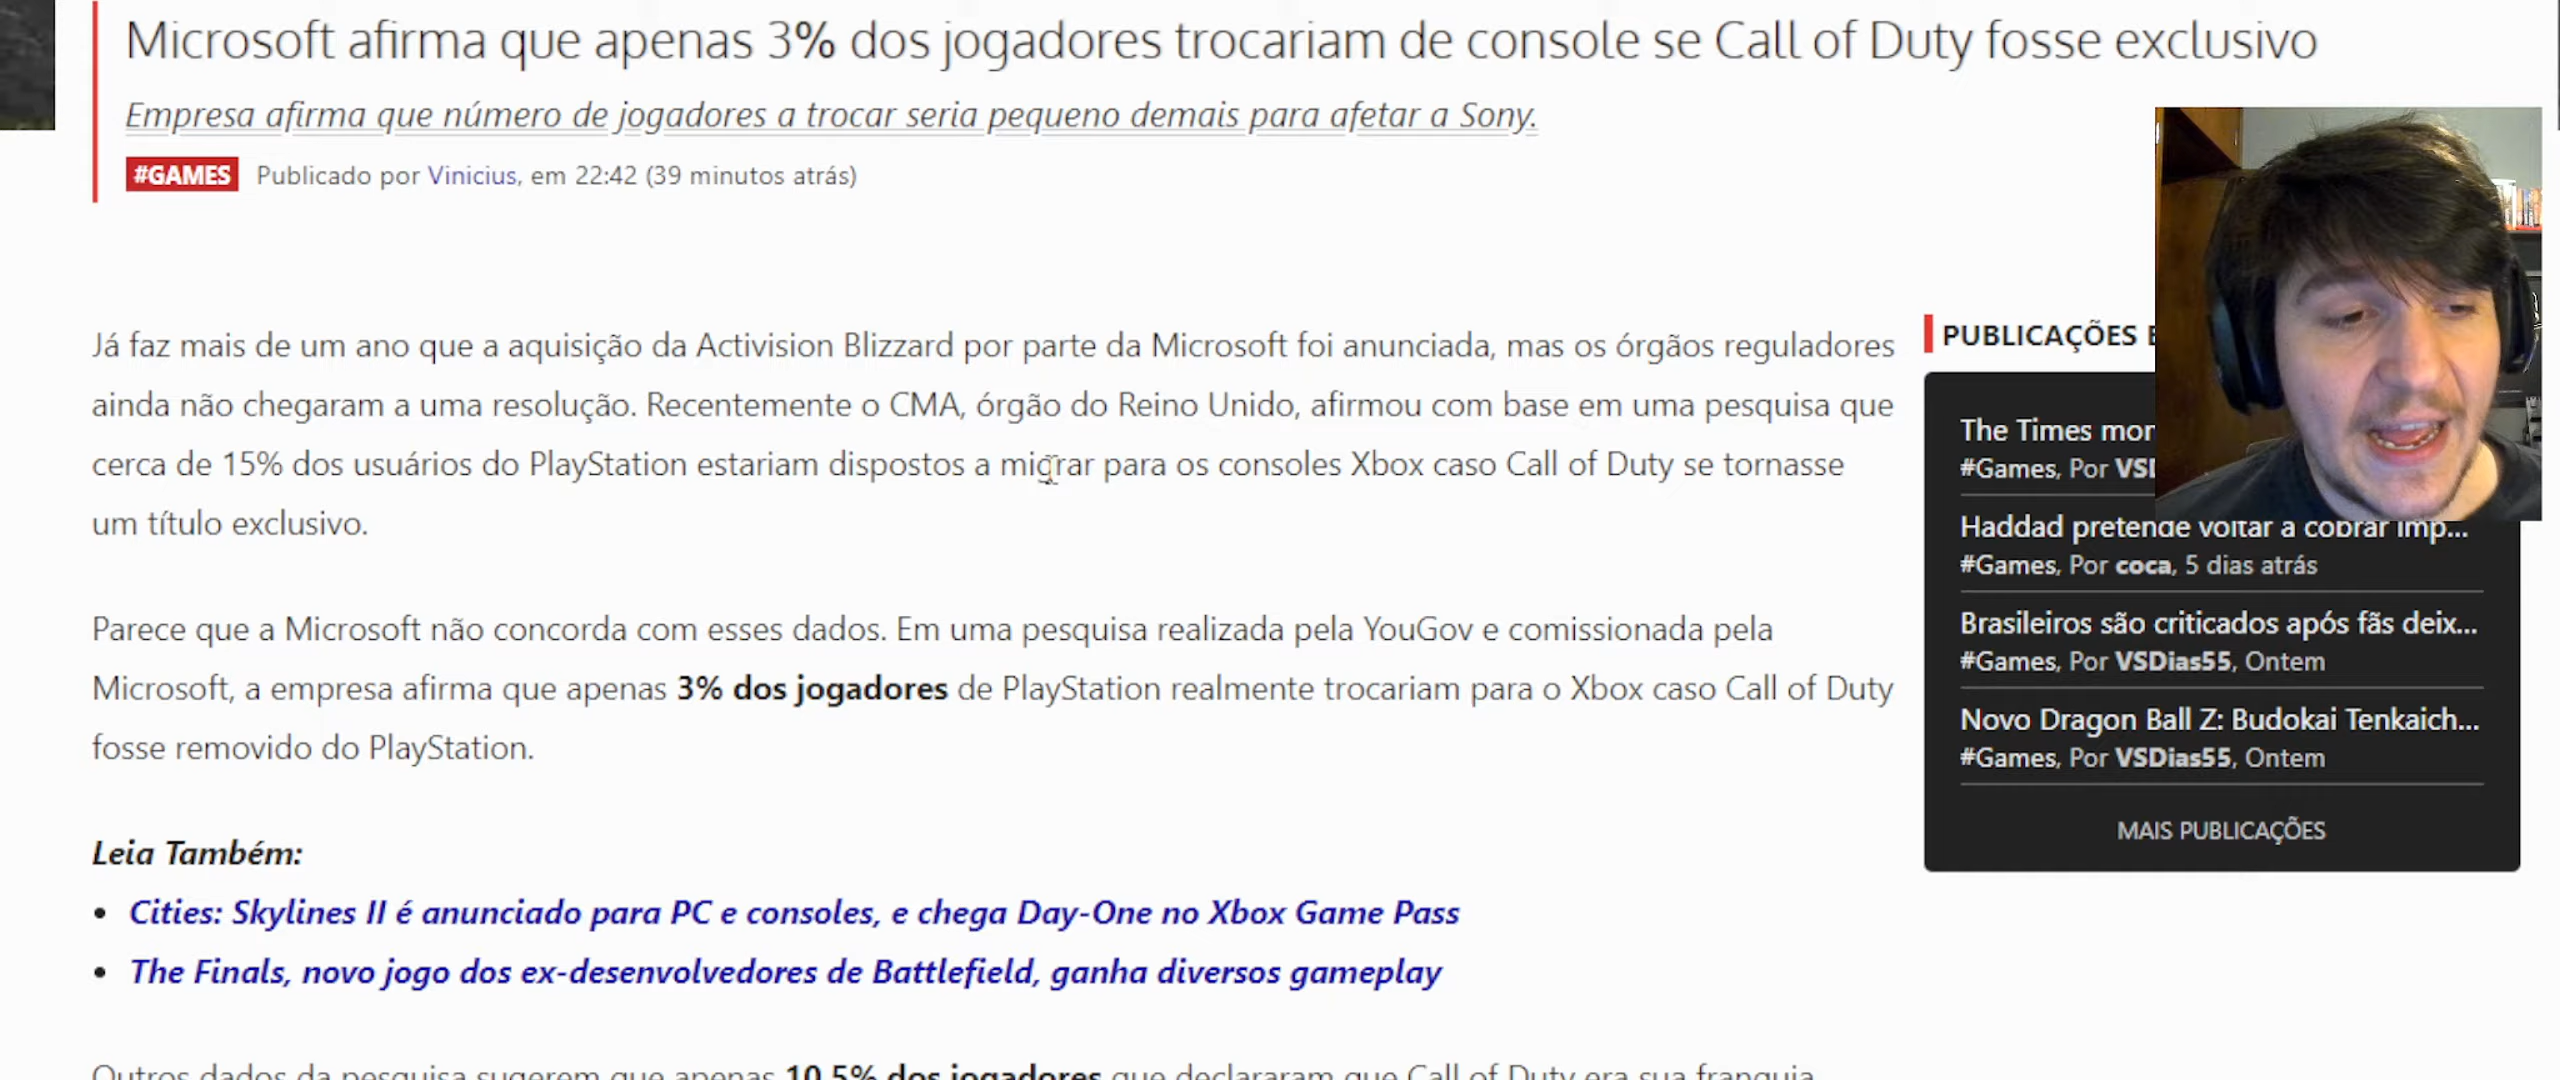 Microsoft afirma que apenas 3% dos jogadores trocariam de console se Call of Duty fosse exclusivo
Empresa afirma que número de jogadores a trocar seria pequeno demais para afetar a Sony.
#GAMES Publicado por Vinicius, em 22:42 (39 minutos atrás)
Já faz mais de um ano que a aquisição da Activision Blizzard por parte da Microsoft foi anunciada, mas os órgãos reguladores
ainda não chegaram a uma resolução. Recentemente o CMA, órgão do Reino Unido, afirmou com base em uma pesquisa que
cerca de 15% dos usuários do PlayStation estariam dispostos a migrar para os consoles Xbox caso Call of Duty se tornasse
um título exclusivo.
Parece que a Microsoft não concorda com esses dados. Em uma pesquisa realizada pela YouGov e comissionada pela
Microsoft, a empresa afirma que apenas 3% dos jogadores de PlayStation realmente trocariam para o Xbox caso Call of Duty
fosse removido do PlayStation.
Leia Também:
• Cities: Skylines II é anunciado para PC e consoles, e chega Day-One no Xbox Game Pass
• The Finals, novo jogo dos ex-desenvolvedores de Battlefield, ganha diversos gameplay
Outros dados da pesquisa sugerem que apenas 10,5% dos jogadores que declararam que Call of Duty era sua franquia
PUBLICAÇÕES
The Times
#Games, Por
Haddad pretende voltar a cobrar imp...
#Games, Por coca, 5 dias atrás
Brasileiros são criticados após fãs deix...
#Games, Por VSDias55, Ontem
Novo Dragon Ball Z: Budokai Tenkaich...
#Games, Por VSDias55, Ontem
MAIS PUBLICAÇÕES